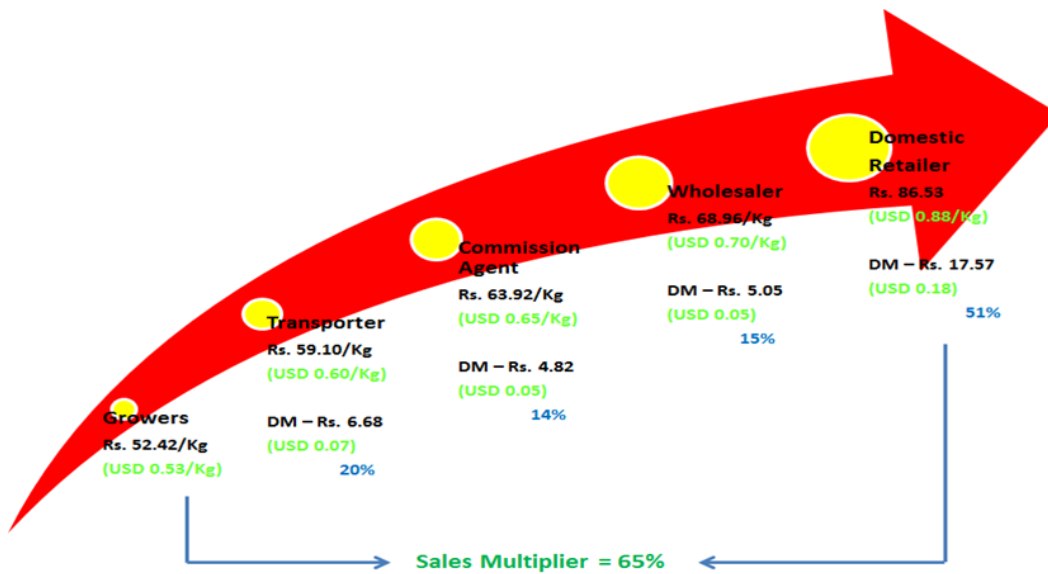 Growers
Rs. 52.42/Kg
(USD 0.53/Kg)
Transporter
Rs. 59.10/Kg
(USD 0.60/Kg)
DM – Rs. 6.68
(USD 0.07)
20%
Commission
Agent
Rs. 63.92/Kg
(USD 0.65/Kg)
DM – Rs. 4.82
(USD 0.05)
14%
Wholesaler
Rs. 68.96/Kg
(USD 0.70/Kg)
DM – Rs. 5.05
(USD 0.05)
15%
Domestic
Retailer
Rs. 86.53
(USD 0.88/Kg)
DM – Rs. 17.57
(USD 0.18)
51%
Sales Multiplier = 65%